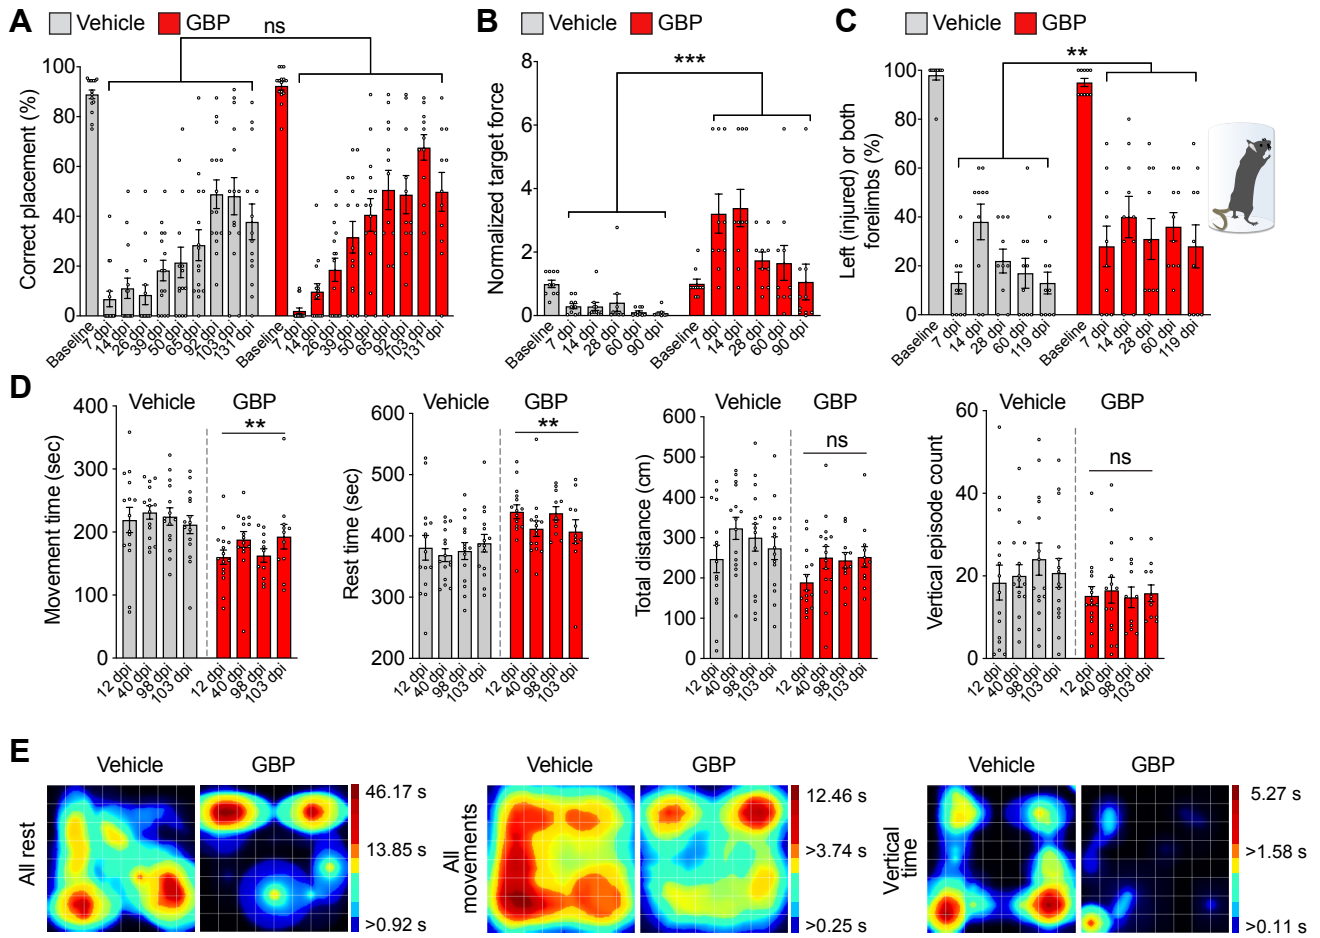 A Vehicle GBP
ns
Correct placement (%)
100
80
60
40
20
0
Baseline
7 dpi
14 dpi
26 dpi
39 dpi
50 dpi
65 dpi
92 dpi
103 dpi
131 dpi
Baseline
7 dpi
14 dpi
26 dpi
39 dpi
50 dpi
65 dpi
92 dpi
103 dpi
131 dpi
B Vehicle GBP
***
Normalized target force
8
6
4
2
0
Baseline
7 dpi
14 dpi
28 dpi
60 dpi
90 dpi
Baseline
7 dpi
14 dpi
28 dpi
60 dpi
90 dpi
C Vehicle GBP
**
Left (injured) or both
forelimbs (%)
100
80
60
40
20
0
Baseline
7 dpi
14 dpi
28 dpi
60 dpi
119 dpi
Baseline
7 dpi
14 dpi
28 dpi
60 dpi
119 dpi
D
Vehicle GBP
**
Movement time (sec)
400
300
200
100
0
12 dpi
40 dpi
98 dpi
103 dpi
12 dpi
40 dpi
98 dpi
103 dpi
Vehicle GBP
**
Rest time (sec)
600
500
400
300
200
12 dpi
40 dpi
98 dpi
103 dpi
12 dpi
40 dpi
98 dpi
103 dpi
Vehicle GBP
ns
Total distance (cm)
600
500
400
300
200
100
0
12 dpi
40 dpi
98 dpi
103 dpi
12 dpi
40 dpi
98 dpi
103 dpi
Vehicle GBP
ns
Vertical episode count
60
40
20
0
12 dpi
40 dpi
98 dpi
103 dpi
12 dpi
40 dpi
98 dpi
103 dpi
E
Vehicle GBP
All rest
46.17 s
13.85 s
>0.92 s
Vehicle GBP
All
movements
12.46 s
>3.74 s
>0.25 s
Vehicle GBP
Vertical
time
5.27 s
>1.58 s
>0.11 s